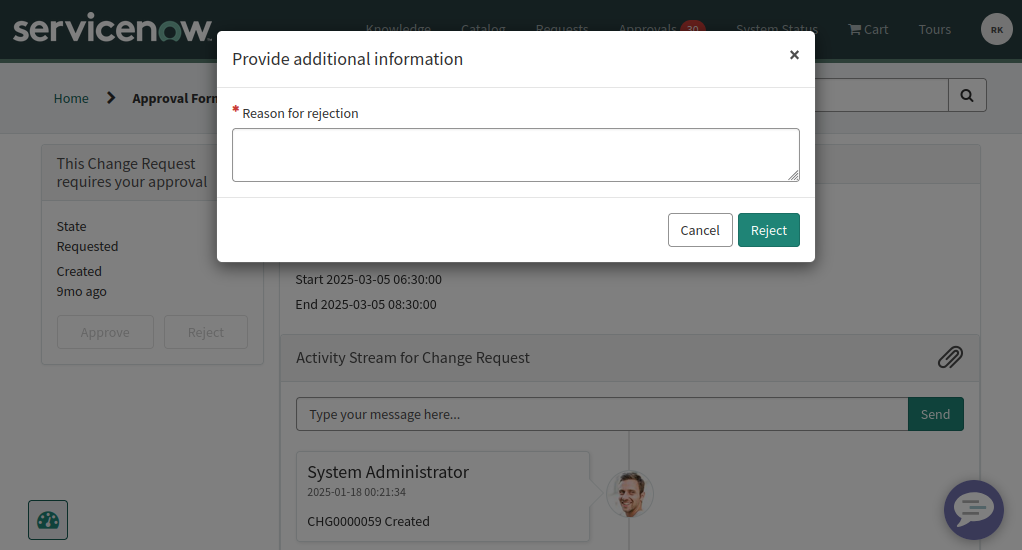 servicenow
Knowledge
Catalog
Requests
Approvals
30
System Status
Cart
Tours
RK
Provide additional information
×
Home
Approval Form
* Reason for rejection
Cancel
Reject
This Change Request
requires your approval
State
Requested
Created
9mo ago
Approve
Reject
Start 2025-03-05 06:30:00
End 2025-03-05 08:30:00
Activity Stream for Change Request
Type your message here...
Send
System Administrator
2025-01-18 00:21:34
CHG0000059 Created